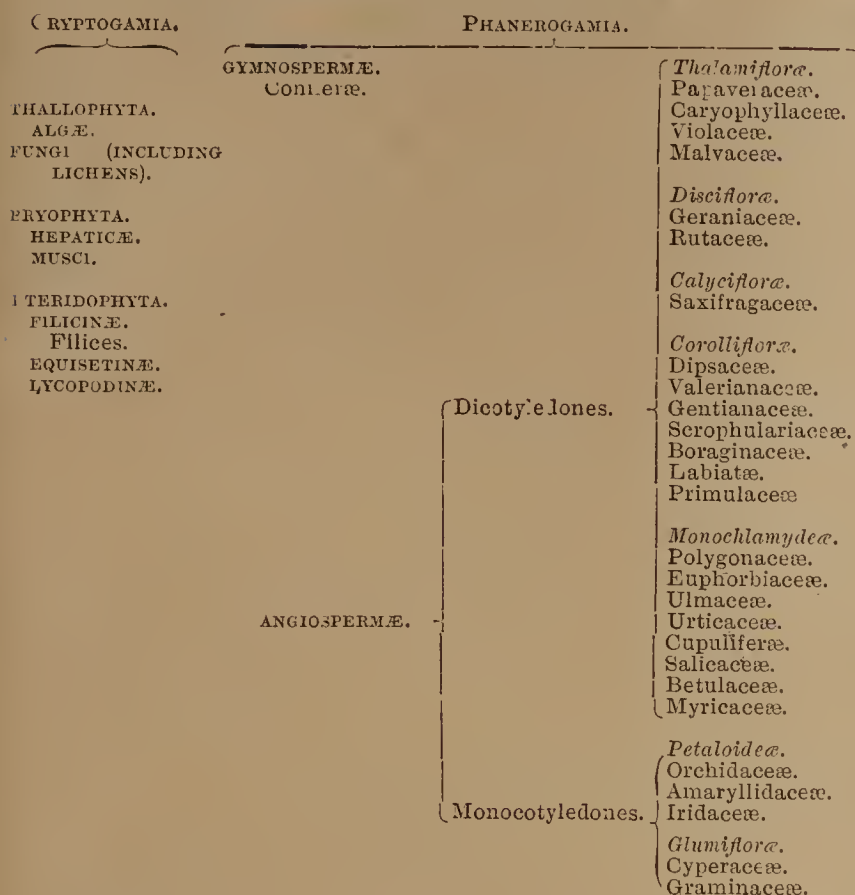 CRYPTOGAMIA.
PHANEROGAMIA.
THALLOPHYTA.
ALGÆ.
FUNGI (INCLUDING
LICHENS).
BRYOPHYTA.
HEPATICÆ.
MUSCI.
PTERIDOPHYTA.
FILICINÆ.
Filices.
EQUISETINÆ.
LYCOPODINÆ.
GYMNOSPERMÆ.
Coniferæ.
ANGIOSPERMÆ.
Dicotyledones.
Thalamifloræ.
Papaveraceæ.
Caryophyllaceæ.
Violaceæ.
Malvaceæ.
Discifloræ.
Geraniaceæ.
Rutaceæ.
Calycifloræ.
Saxifragaceæ.
Corollifloræ.
Dipsaceæ.
Valerianaceæ.
Gentianaceæ.
Scrophulariaceæ.
Boraginaceæ.
Labiatæ.
Primulaceæ
Monochlamydeæ.
Polygonaceæ.
Euphorbiaceæ.
Ulmaceæ.
Urticaceæ.
Cupuliferæ.
Salicaceæ.
Betulaceæ.
Myricaceæ.
Monocotyledones.
Petaloideæ.
Orchidaceæ.
Amaryllidaceæ.
Iridaceæ.
Glumifloræ.
Cyperaceæ.
Graminaceæ.